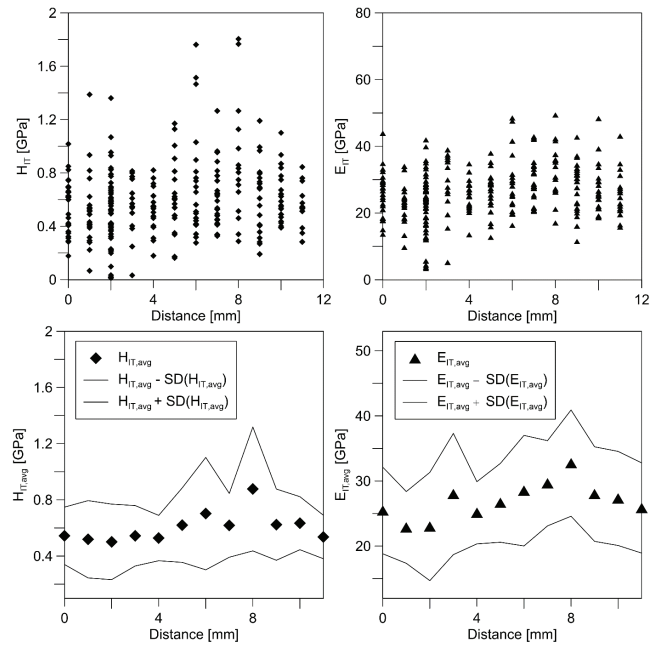 2
1.6
1.2
0.8
0.4
0
H_IT [GPa]
0 4 8 12
Distance [mm]
80
60
40
20
0
E_IT [GPa]
0 4 8 12
Distance [mm]
2
1.6
1.2
0.8
0.4
H_IT,avg [GPa]
H_IT,avg
H_IT,avg - SD(H_IT,avg)
H_IT,avg + SD(H_IT,avg)
0 4 8
Distance [mm]
50
40
30
20
E_IT,avg [GPa]
E_IT,avg
E_IT,avg – SD(E_IT,avg)
E_IT,avg + SD(E_IT,avg)
0 4 8
Distance [mm]